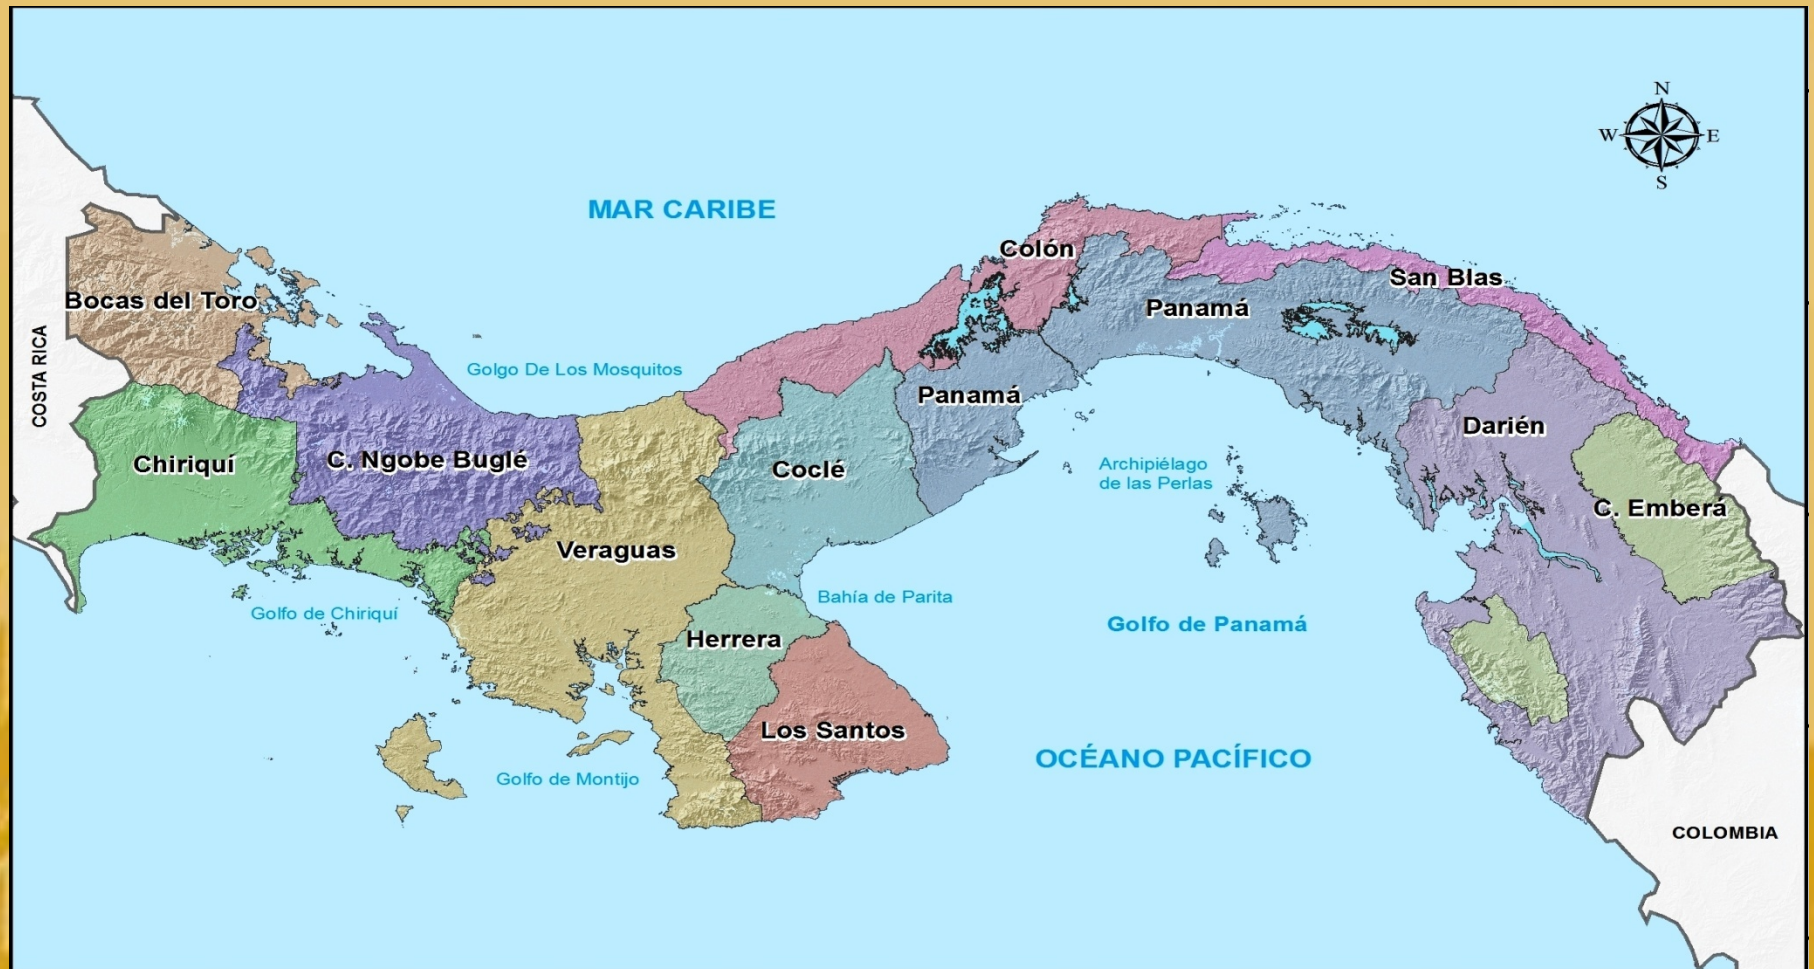 N
W
E
S
MAR CARIBE
Colón
San Blas
Bocas del Toro
Panamá
COSTA RICA
Golgo De Los Mosquitos
Panamá
Darién
Chiriquí
C. Ngobe Buglé
Coclé
Archipiélago
de las Perlas
C. Emberá
Veraguas
Bahía de Parita
Golfo de Chiriquí
Golfo de Panamá
Herrera
Los Santos
OCÉANO PACÍFICO
Golfo de Montijo
COLOMBIA